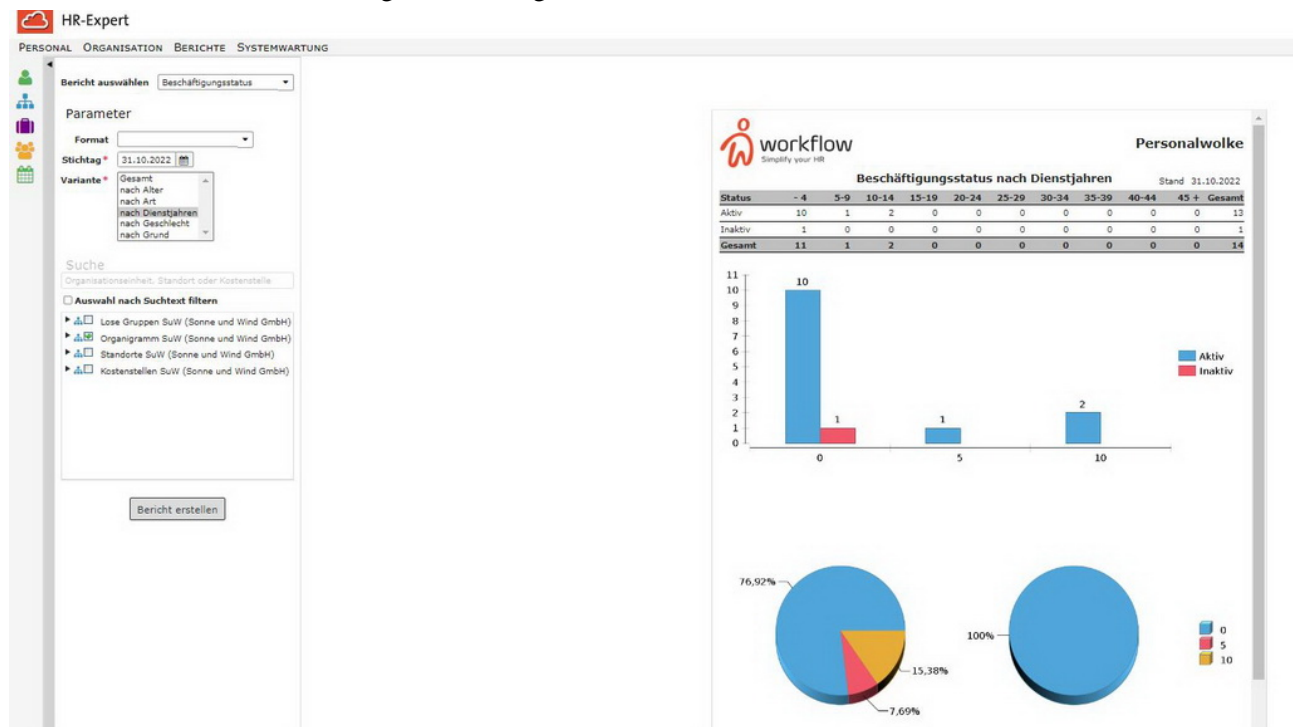 HR-Expert
PERSONAL ORGANISATION BERICHTE SYSTEMWARTUNG
Bericht auswählen Beschäftigungsstatus
Parameter
Format
Stichtag* 31.10.2022
Variante* Gesamt
nach Alter
nach Art
nach Dienstjahren
nach Geschlecht
nach Grund
Suche
Organisationseinheit, Standort oder Kostenstelle
Auswahl nach Suchtext filtern
Lose Gruppen SuW (Sonne und Wind GmbH)
Organigramm SuW (Sonne und Wind GmbH)
Standorte SuW (Sonne und Wind GmbH)
Kostenstellen SuW (Sonne und Wind GmbH)
Bericht erstellen
workflow
Simplify your HR
Personalwolke
Beschäftigungsstatus nach Dienstjahren Stand 31.10.2022
Status - 4 5-9 10-14 15-19 20-24 25-29 30-34 35-39 40-44 45 + Gesamt
Aktiv 10 1 2 0 0 0 0 0 0 0 13
Inaktiv 1 0 0 0 0 0 0 0 0 0 1
Gesamt 11 1 2 0 0 0 0 0 0 0 14
11
10
9
8
7
6
5
4
3
2
1
0
10
1
1
2
0 5 10
Aktiv
Inaktiv
76,92%
15,38%
7,69%
100%
0
5
10